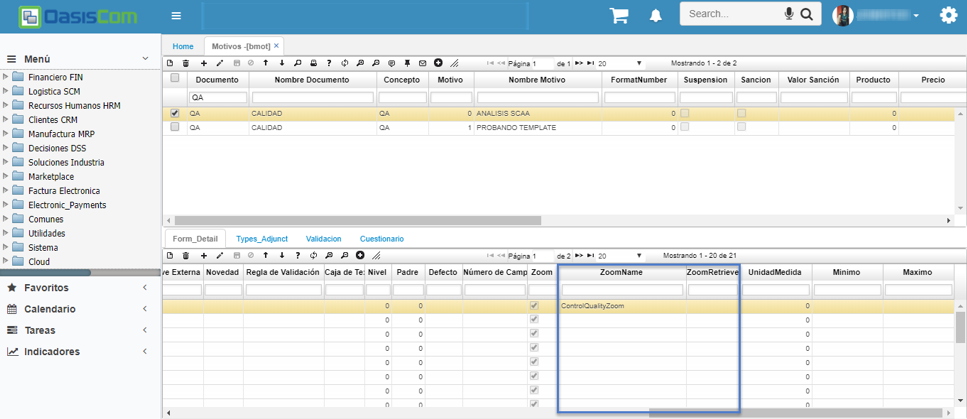 OasisCom
Search...
Menú
Financiero FIN
Logistica SCM
Recursos Humanos HRM
Clientes CRM
Manufactura MRP
Decisiones DSS
Soluciones Industria
Marketplace
Factura Electronica
Electronic_Payments
Comunes
Utilidades
Sistema
Cloud
Favoritos
Calendario
Tareas
Indicadores
Home Motivos -[bmot] ×
Página 1 de 1 20 Mostrando 1 - 2 de 2
Documento Nombre Documento Concepto Motivo Nombre Motivo FormatNumber Suspension Sancion Valor Sanción Producto Precio
QA
QA CALIDAD QA 0 ANALISIS SCAA 0 0
QA CALIDAD QA 1 PROBANDO TEMPLATE 0 0
Form_Detail Types_Adjunct Validacion Cuestionario
Página 1 de 2 20 Mostrando 1 - 20 de 21
ve Externa Novedad Regla de Validación Caja de Te: Nivel Padre Defecto Número de Camp Zoom ZoomName ZoomRetrieve UnidadMedida Minimo Maximo
0 0 ControlQualityZoom 0
0 0 0
0 0 0
0 0 0
0 0 0
0 0 0
0 0 0
0 0 0